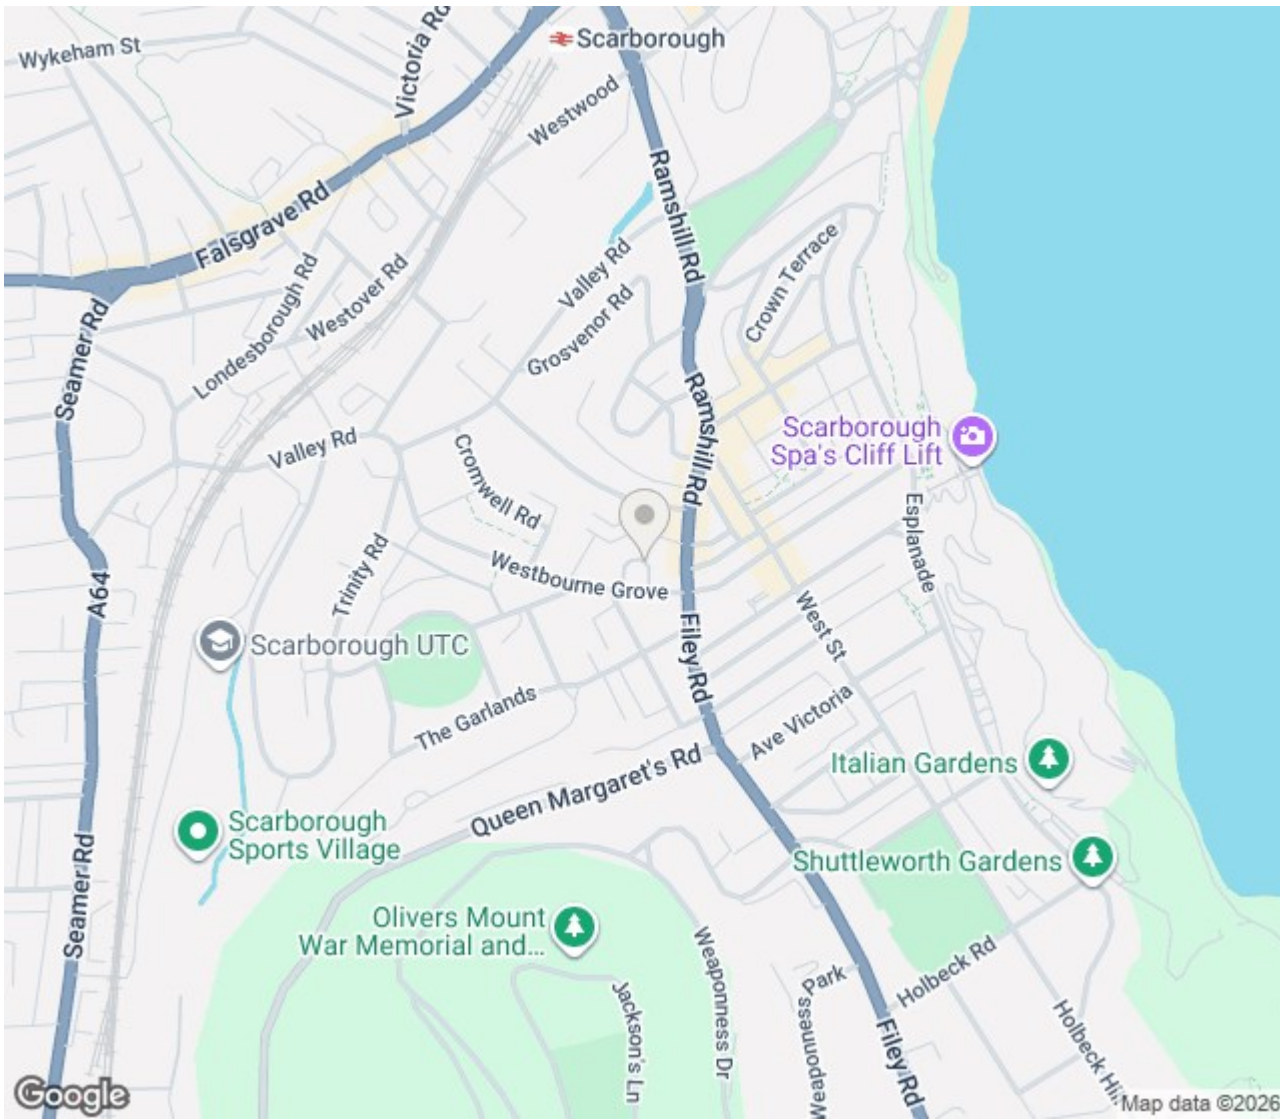 Scarborough
Wykeham St
Victoria Rd
Westwood
Falsgrave Rd
Ramshill Rd
Valley Rd
Crown Terrace
Londesborough Rd
Westover Rd
Grosvenor Rd
Seamer Rd
Ramshill Rd
Scarborough
Spa's Cliff Lift
Valley Rd
Cromwell Rd
Esplanade
Trinity Rd
Westbourne Grove
A64
West St
Scarborough UTC
Filey Rd
The Garlands
Ave Victoria
Italian Gardens
Queen Margaret's Rd
Scarborough
Sports Village
Shuttleworth Gardens
Seamer Rd
Olivers Mount
War Memorial and...
Weaponness Dr
Holbeck Rd
Weaponness Park
Jackson's Ln
Filey Rd
Google
Map data ©2026